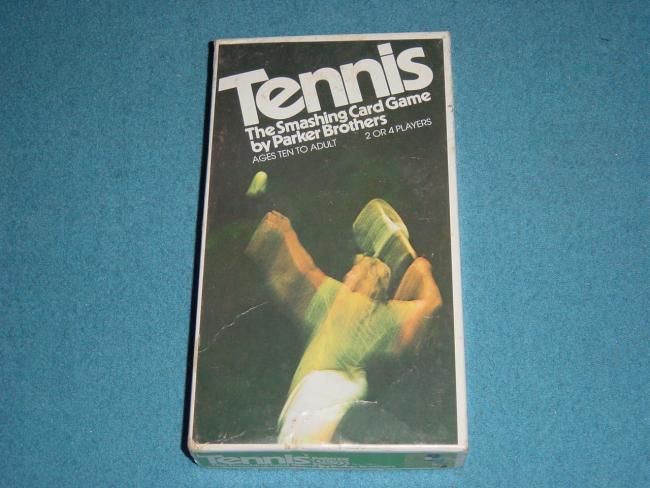 Tennis
The Smashing Card Game
by Parker Brothers
AGES TEN TO ADULT 2 OR 4 PLAYERS
Tennis